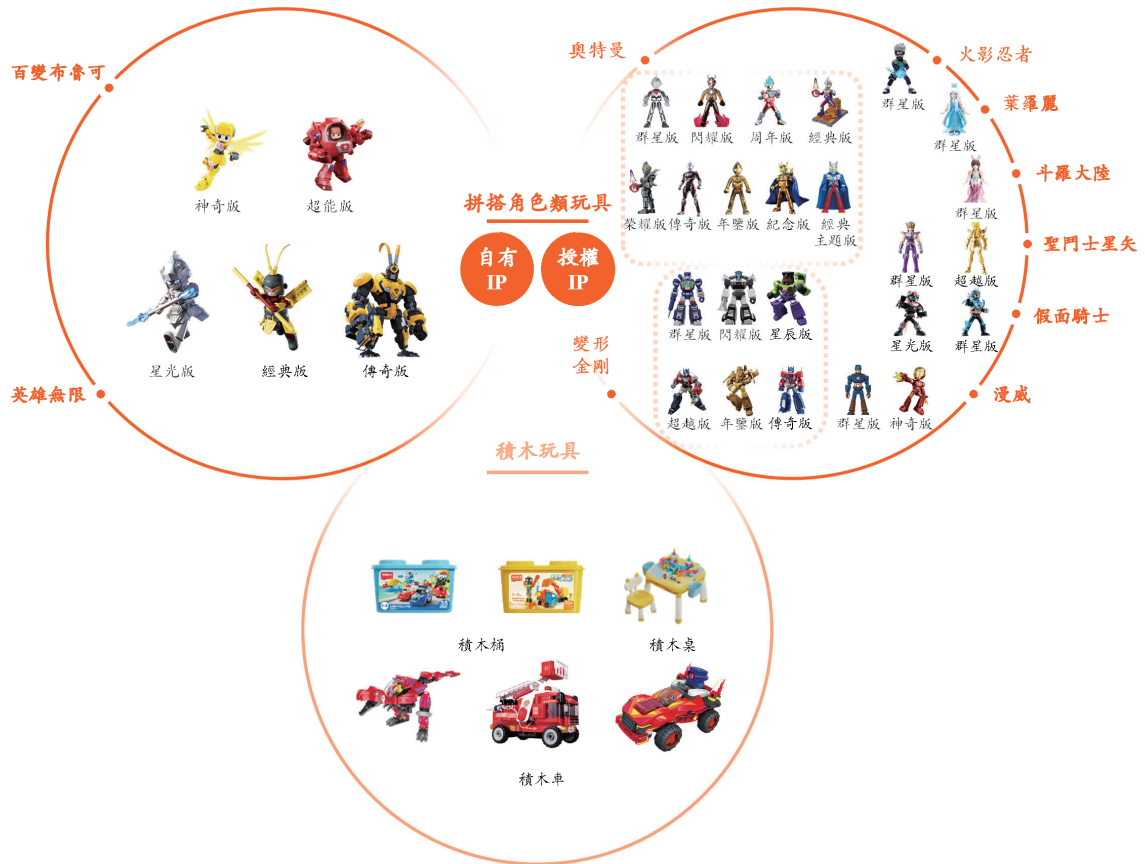 百變布魯可
神奇版
超能版
星光版
經典版
傳奇版
英雄無限
拼搭角色類玩具
自有
IP
授權
IP
奧特曼
群星版
閃耀版
周年版
經典版
榮耀版
傳奇版
年鑒版
紀念版
經典
主題版
變形
金剛
群星版
閃耀版
星辰版
超越版
年鑒版
傳奇版
火影忍者
群星版
葉羅麗
群星版
斗羅大陸
群星版
聖鬥士星矢
群星版
超越版
假面騎士
星光版
群星版
漫威
群星版
神奇版
積木玩具
積木桶
積木桌
積木車